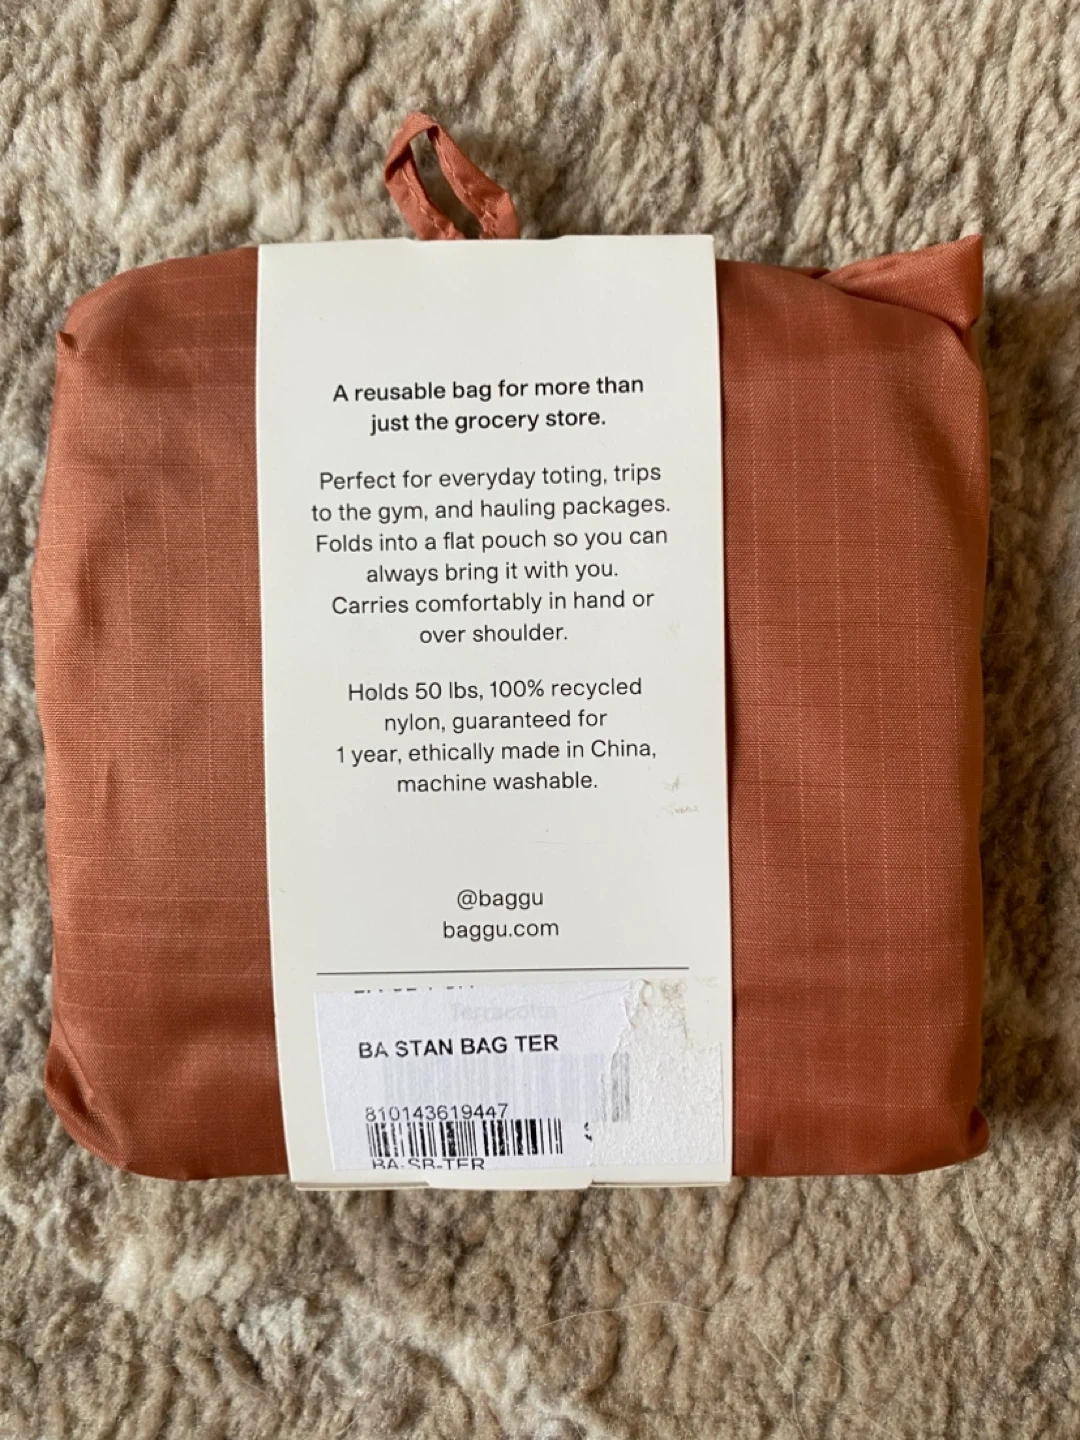 A reusable bag for more than
just the grocery store.
Perfect for everyday toting, trips
to the gym, and hauling packages.
Folds into a flat pouch so you can
always bring it with you.
Carries comfortably in hand or
over shoulder.
Holds 50 lbs, 100% recycled
nylon, guaranteed for
1 year, ethically made in China,
machine washable.
@baggu
baggu.com
Terracotta
BA STAN BAG TER
810143619447
BA-SB-TER